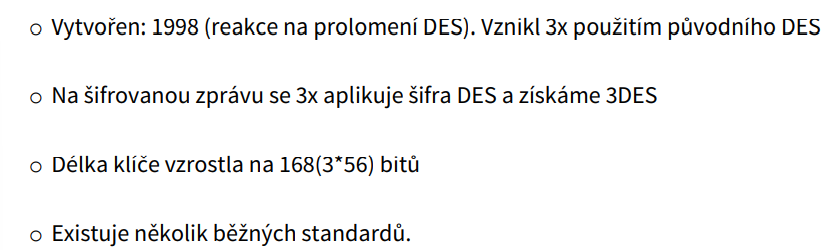 ○ Vytvořen: 1998 (reakce na prolomení DES). Vznikl 3x použitím původního DES
○ Na šifrovanou zprávu se 3x aplikuje šifra DES a získáme 3DES
○ Délka klíče vzrostla na 168(3*56) bitů
○ Existuje několik běžných standardů.